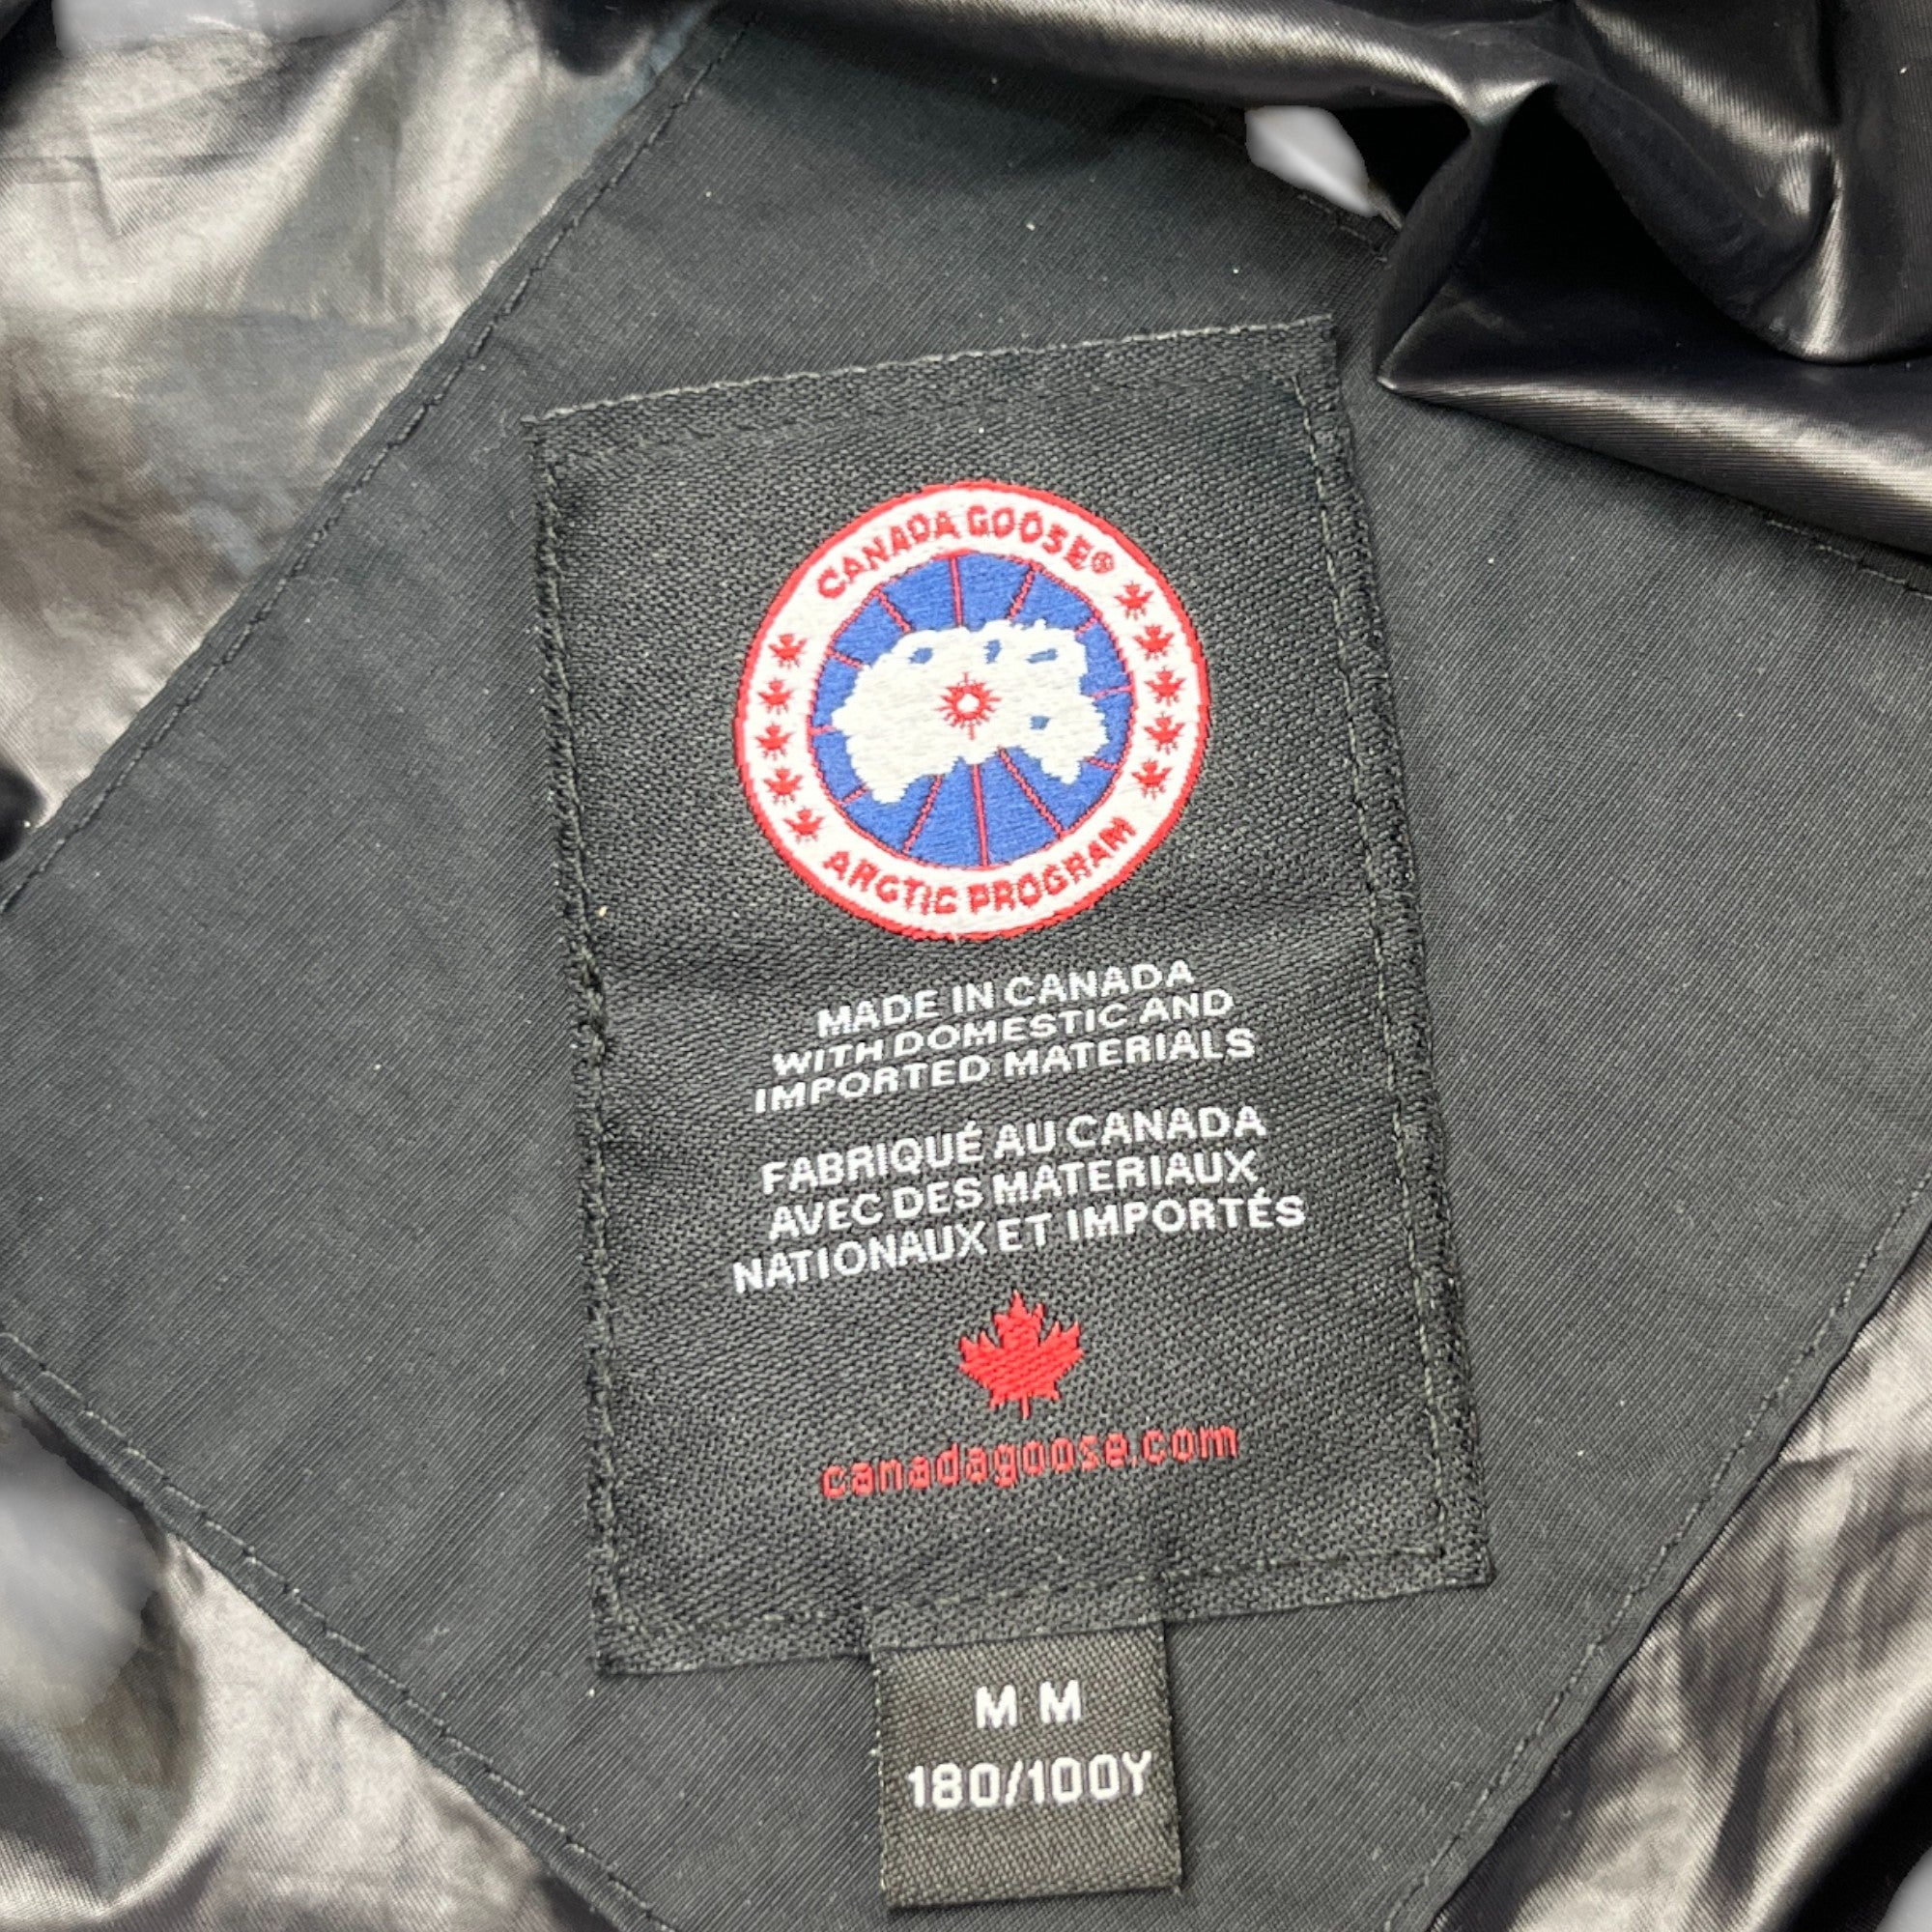 CANADA GOOSE®
ARCTIC PROGRAM
MADE IN CANADA
WITH DOMESTIC AND
IMPORTED MATERIALS
FABRIQUÉ AU CANADA
AVEC DES MATERIAUX
NATIONAUX ET IMPORTÉS
canadagoose.com
M M
180/100Y